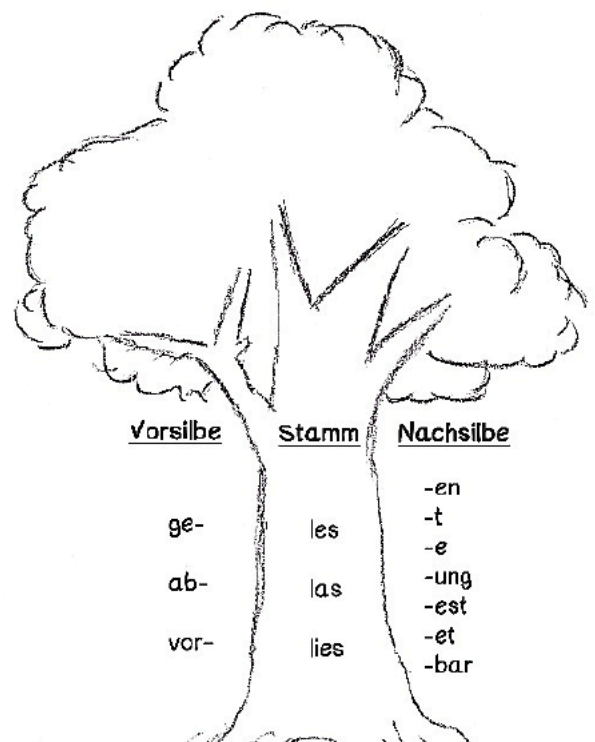 Vorsilbe Stamm Nachsilbe
-en
-t
ge- les
-e
ab- las -ung
-est
vor- lies -et
-bar